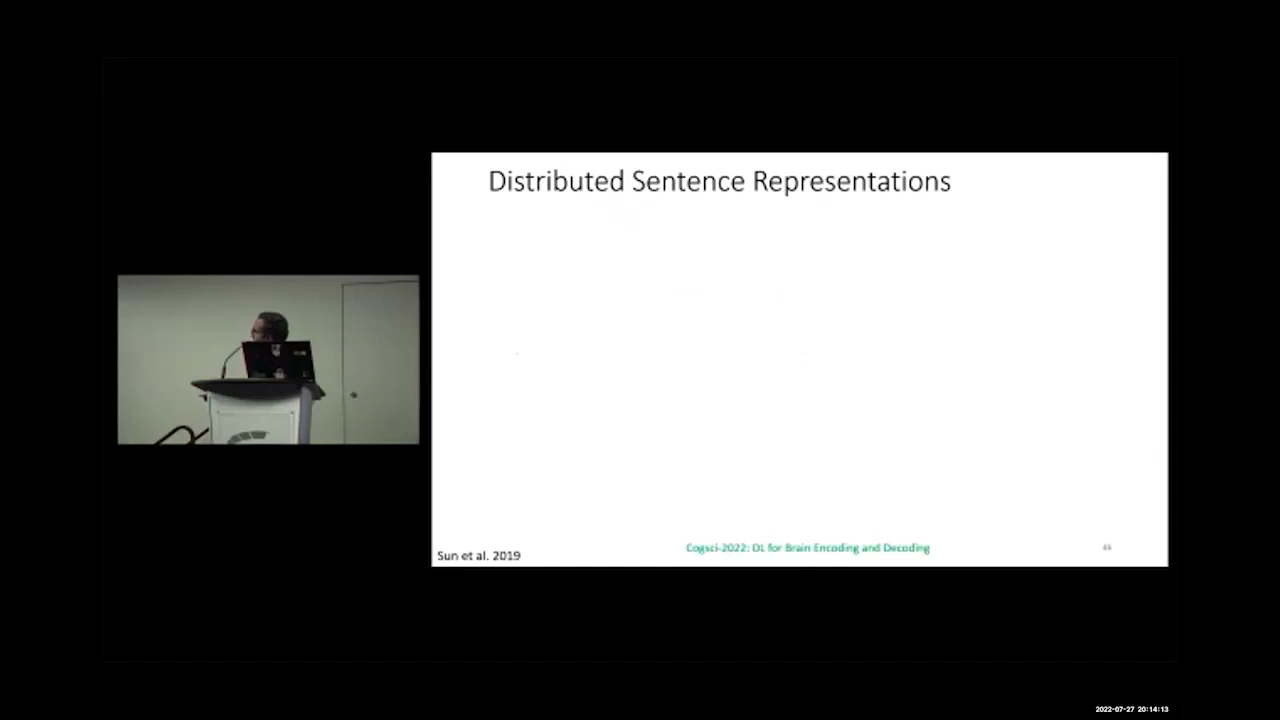 Distributed Sentence Representations
Sun et al. 2019
Cogsci-2022: DL for Brain Encoding and Decoding
2022-07-27 20:14:13